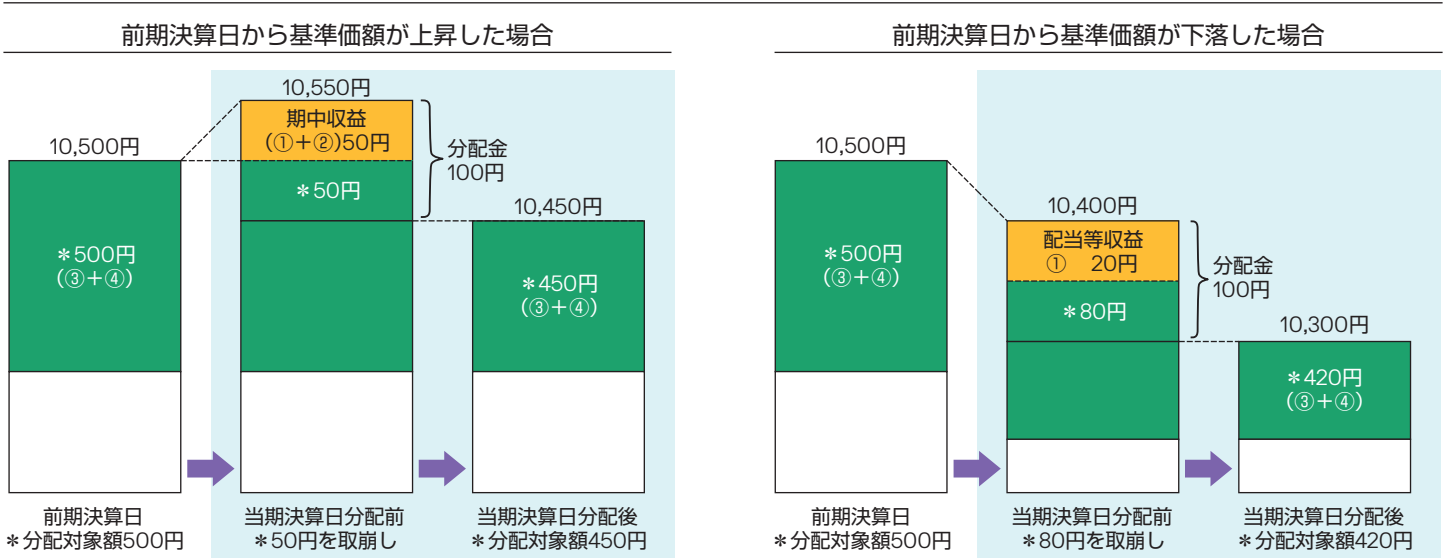 前期決算日から基準価額が上昇した場合
10,500円
＊500円
（③＋④）
前期決算日
＊分配対象額500円
10,550円
期中収益
（①＋②）50円
＊50円
分配金
100円
当期決算日分配前
＊50円を取崩し
10,450円
＊450円
（③＋④）
当期決算日分配後
＊分配対象額450円
前期決算日から基準価額が下落した場合
10,500円
＊500円
（③＋④）
前期決算日
＊分配対象額500円
10,400円
配当等収益
①　20円
＊80円
分配金
100円
当期決算日分配前
＊80円を取崩し
10,300円
＊420円
（③＋④）
当期決算日分配後
＊分配対象額420円